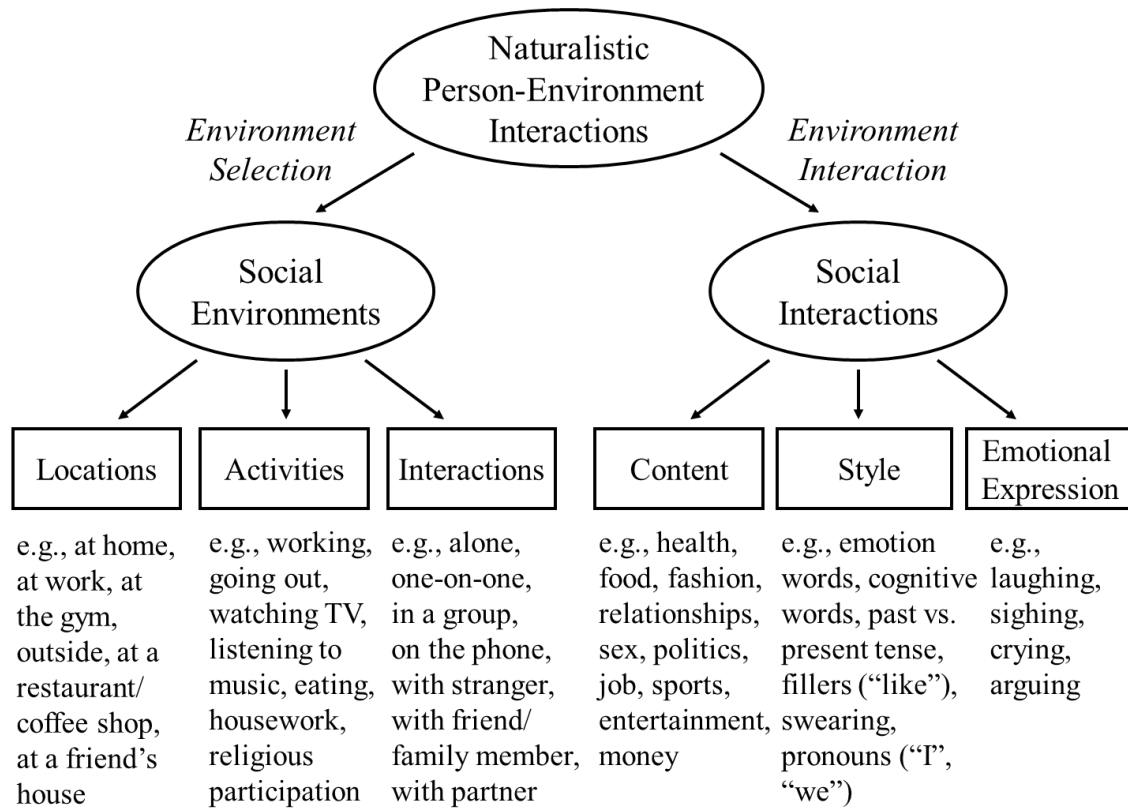 Naturalistic
Person-Environment
Interactions
Environment
Selection
Environment
Interaction
Social
Environments
Social
Interactions
Locations
Activities
Interactions
Content
Style
Emotional
Expression
e.g., at home,
at work, at
the gym,
outside, at a
restaurant/
coffee shop,
at a friend’s
house
e.g., working,
going out,
watching TV,
listening to
music, eating,
housework,
religious
participation
e.g., alone,
one-on-one,
in a group,
on the phone,
with stranger,
with friend/
family member,
with partner
e.g., health,
food, fashion,
relationships,
sex, politics,
job, sports,
entertainment,
money
e.g., emotion
words, cognitive
words, past vs.
present tense,
fillers (“like”),
swearing,
pronouns (“I”,
“we”)
e.g.,
laughing,
sighing,
crying,
arguing